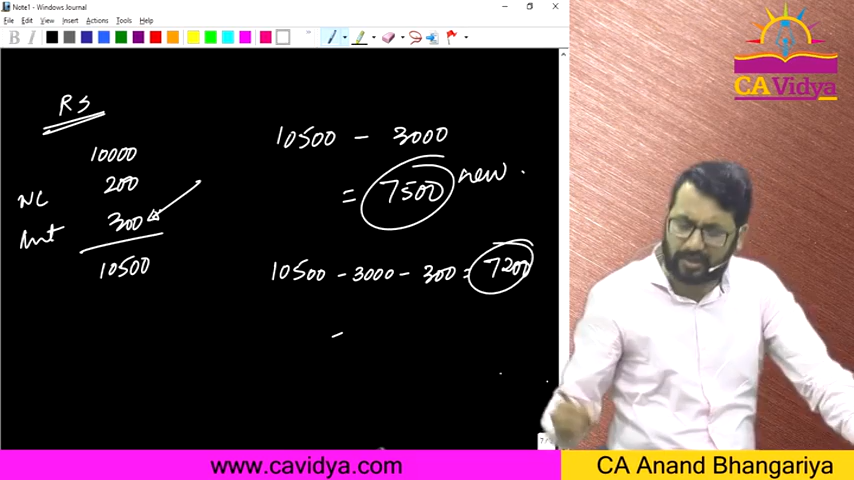 Note1 - Windows Journal
File Edit View Insert Actions Tools Help
B I
RS
10000
NC 200
Int 300
10500
10500 - 3000
= 7500 new.
10500 - 3000 - 300 = 7200
-
CA Vidya
www.cavidya.com
CA Anand Bhangariya